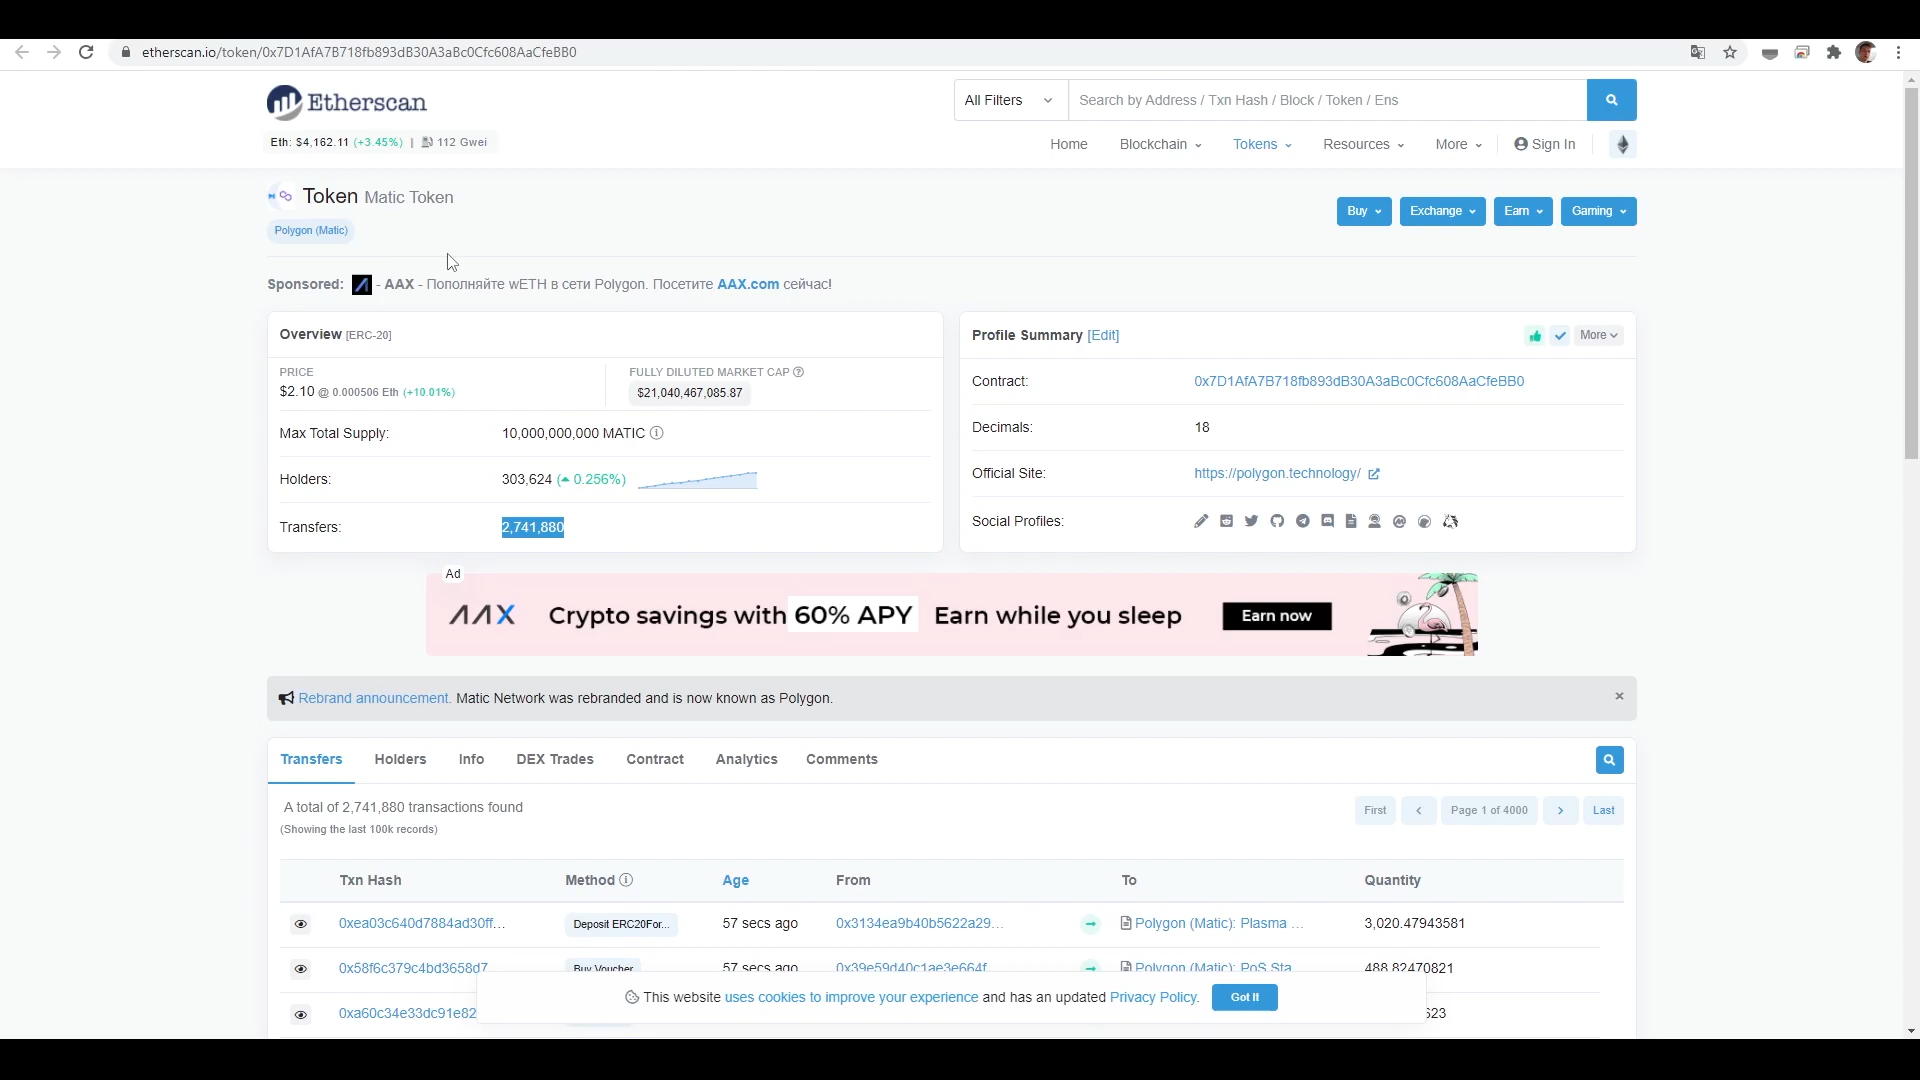 etherscan.io/token/0x7D1AfA7B718fb893dB30A3aBc0Cfc608AaCfeBB0
Etherscan
All Filters
Search by Address / Txn Hash / Block / Token / Ens
Eth: $4,162.11 (+3.45%) | 112 Gwei
Home Blockchain Tokens Resources More Sign In
Token Matic Token
Polygon (Matic)
Buy Exchange Earn Gaming
Sponsored: - AAX - Пополняйте wETH в сети Polygon. Посетите AAX.com сейчас!
Overview [ERC-20]
PRICE
$2.10 @ 0.000506 Eth (+10.01%)
FULLY DILUTED MARKET CAP
$21,040,467,085.87
Max Total Supply: 10,000,000,000 MATIC
Holders: 303,624 (0.256%)
Transfers: 2,741,880
Profile Summary [Edit]
More
Contract: 0x7D1AfA7B718fb893dB30A3aBc0Cfc608AaCfeBB0
Decimals: 18
Official Site: https://polygon.technology/
Social Profiles:
Ad
AAX Crypto savings with 60% APY Earn while you sleep Earn now
Rebrand announcement. Matic Network was rebranded and is now known as Polygon.
Transfers Holders Info DEX Trades Contract Analytics Comments
A total of 2,741,880 transactions found
(Showing the last 100k records)
First Page 1 of 4000 Last
Txn Hash Method Age From To Quantity
0xea03c640d7884ad30ff... Deposit ERC20For... 57 secs ago 0x3134ea9b40b5622a29... Polygon (Matic): Plasma ... 3,020.47943581
0x58f6c379c4bd3658d7 Buy Voucher 57 secs ago 0x39e59d40c1ae3e664f Polygon (Matic): PoS Sta 488.82470821
This website uses cookies to improve your experience and has an updated Privacy Policy. Got It
0xa60c34e33dc91e82 623